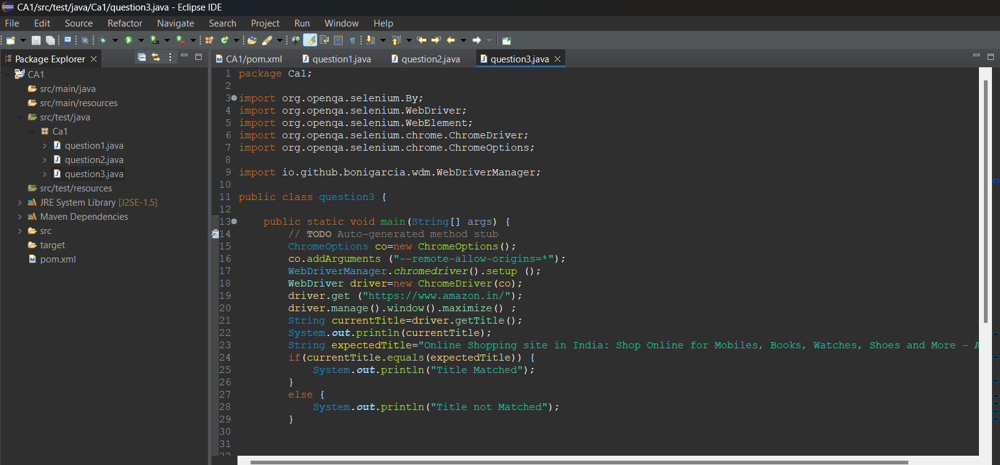 CA1/src/test/java/Ca1/question3.java - Eclipse IDE
File Edit Source Refactor Navigate Search Project Run Window Help
Package Explorer
CA1/pom.xml question1.java question2.java question3.java
CA1
src/main/java
src/main/resources
src/test/java
Ca1
question1.java
question2.java
question3.java
src/test/resources
JRE System Library [J2SE-1.5]
Maven Dependencies
src
target
pom.xml
1 package Ca1;
2
3 import org.openqa.selenium.By;
4 import org.openqa.selenium.WebDriver;
5 import org.openqa.selenium.WebElement;
6 import org.openqa.selenium.chrome.ChromeDriver;
7 import org.openqa.selenium.chrome.ChromeOptions;
8
9 import io.github.bonigarcia.wdm.WebDriverManager;
10
11 public class question3 {
12
13 public static void main(String[] args) {
14 // TODO Auto-generated method stub
15 ChromeOptions co=new ChromeOptions();
16 co.addArguments ("--remote-allow-origins=*");
17 WebDriverManager.chromedriver().setup ();
18 WebDriver driver=new ChromeDriver(co);
19 driver.get ("https://www.amazon.in/");
20 driver.manage().window().maximize() ;
21 String currentTitle=driver.getTitle();
22 System.out.println(currentTitle);
23 String expectedTitle="Online Shopping site in India: Shop Online for Mobiles, Books, Watches, Shoes and More - A
24 if(currentTitle.equals(expectedTitle)) {
25 System.out.println("Title Matched");
26 }
27 else {
28 System.out.println("Title not Matched");
29 }
30
31
32